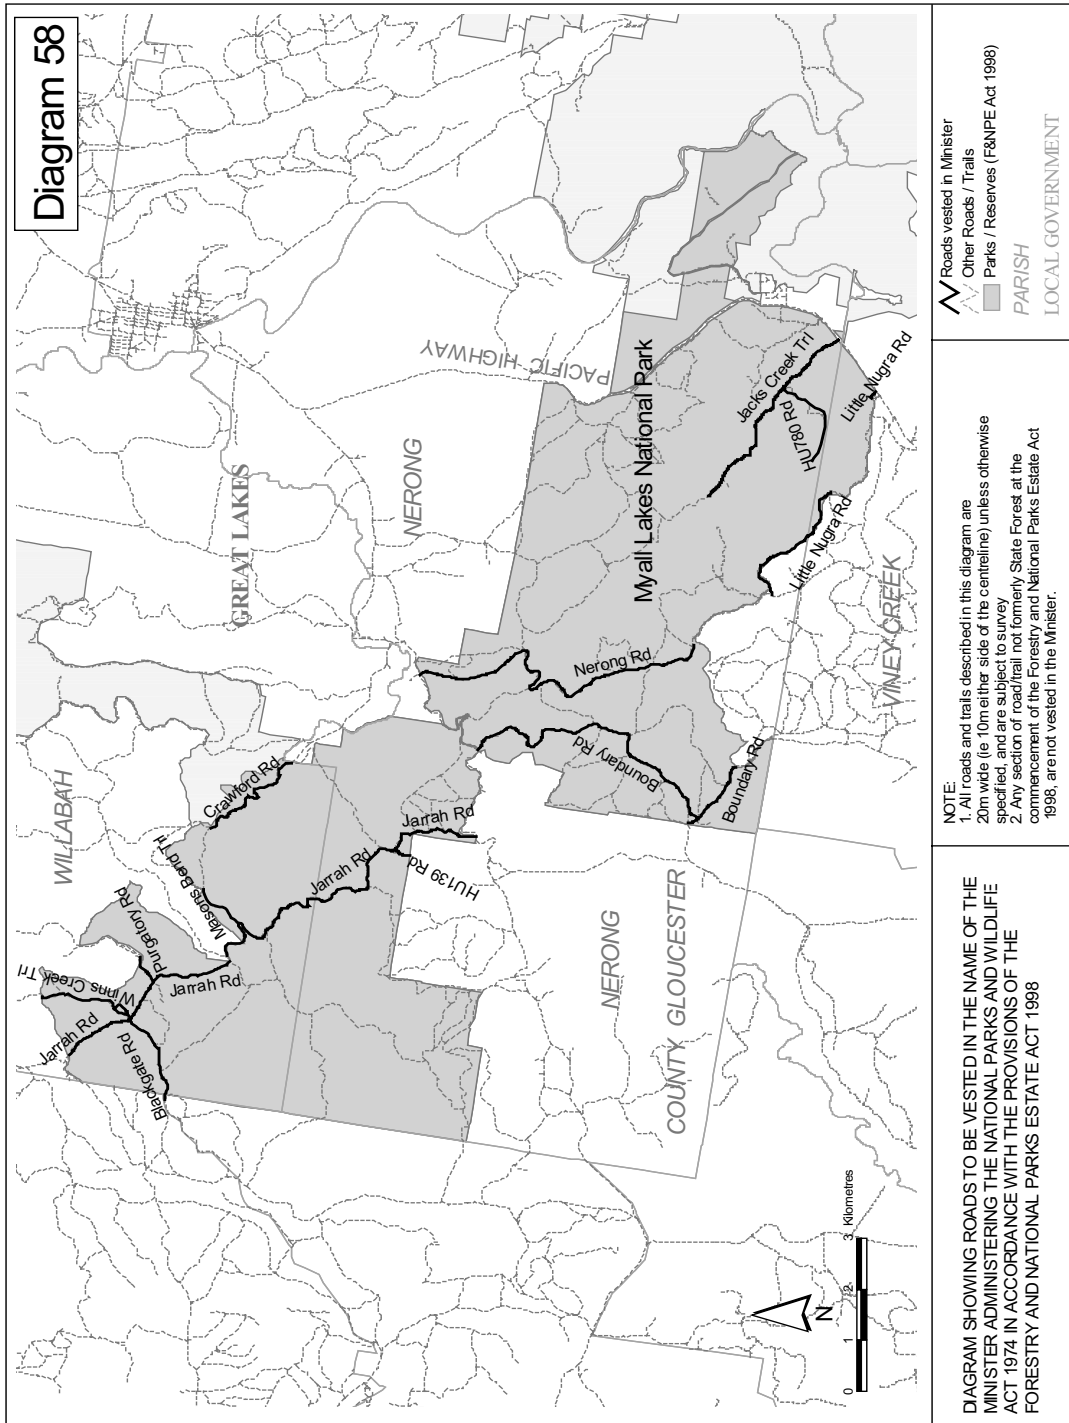 Diagram 58
WILLABAH
GREAT LAKES
NERONG
PACIFIC HIGHWAY
Myall Lakes National Park
Winns Creek Trl
Purgatory Rd
Masons Bend Trl
Crawford Rd
Jarrah Rd
Blackgate Rd
Jarrah Rd
Jarrah Rd
Jarrah Rd
HU139 Rd
Nerong Rd
Boundary Rd
Boundary Rd
Jacks Creek Trl
HU780 Rd
Little Nugra Rd
Little Nugra Rd
NERONG
COUNTY GLOUCESTER
VINEY CREEK
N
0 1 2 3 Kilometres
DIAGRAM SHOWING ROADS TO BE VESTED IN THE NAME OF THE
MINISTER ADMINISTERING THE NATIONAL PARKS AND WILDLIFE
ACT 1974 IN ACCORDANCE WITH THE PROVISIONS OF THE
FORESTRY AND NATIONAL PARKS ESTATE ACT 1998
NOTE:
1. All roads and trails described in this diagram are
20m wide (ie 10m either side of the centreline) unless otherwise
specified, and are subject to survey
2. Any section of road/trail not formerly State Forest at the
commencement of the Forestry and National Parks Estate Act
1998, are not vested in the Minister.
Roads vested in Minister
Other Roads / Trails
Parks / Reserves (F&NPE Act 1998)
PARISH
LOCAL GOVERNMENT